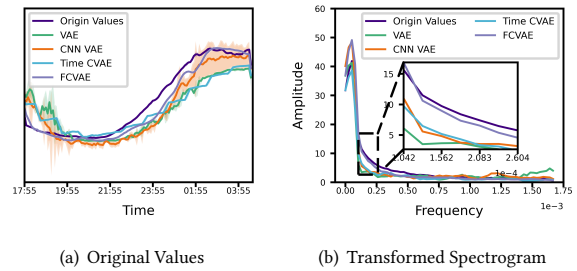 Origin Values
VAE
CNN VAE
Time CVAE
FCVAE
17:55
19:55
21:55
23:55
01:55
03:55
Time
(a) Original Values
Amplitude
60
50
40
30
20
10
0
Origin Values
VAE
CNN VAE
Time CVAE
FCVAE
15
10
5
1.042
1.562
2.083
2.604
1e−4
0.00
0.25
0.50
0.75
1.00
1.25
1.50
1.75
1e−3
Frequency
(b) Transformed Spectrogram